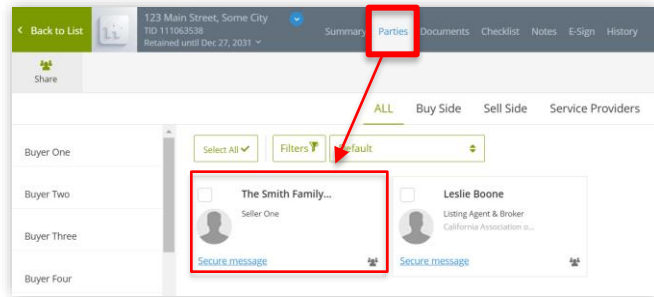 < Back to List
123 Main Street, Some City
TID 111063538
Retained until Dec 27, 2031
Summary Parties Documents Checklist Notes E-Sign History
Share
ALL Buy Side Sell Side Service Providers
Buyer One
Buyer Two
Buyer Three
Buyer Four
Select All Filters Default
The Smith Family...
Seller One
Secure message
Leslie Boone
Listing Agent & Broker
California Association o...
Secure message